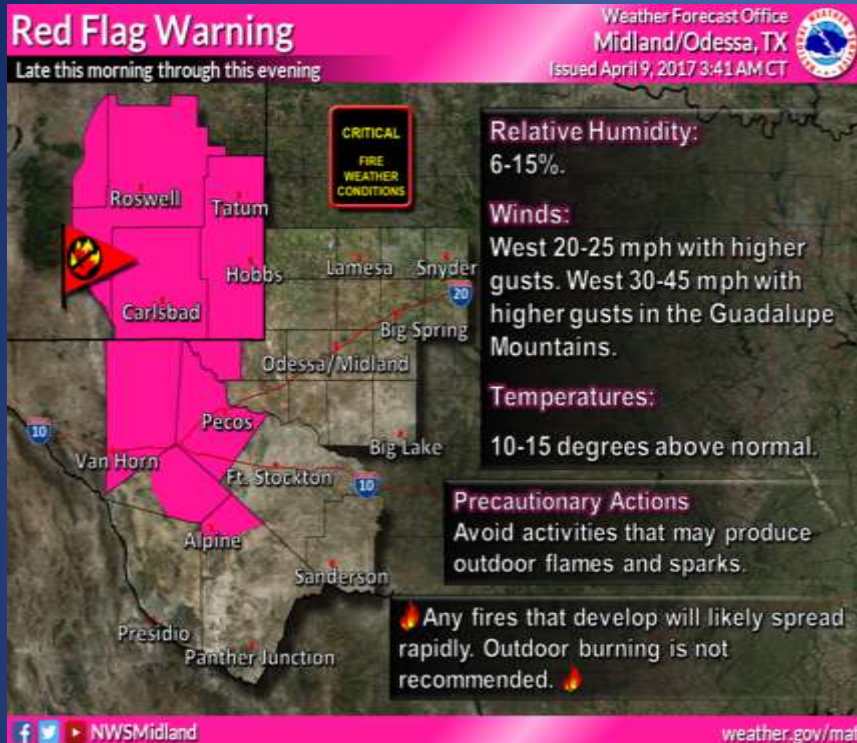 Red Flag Warning
Late this morning through this evening
Weather Forecast Office
Midland/Odessa, TX
Issued April 9, 2017 3:41 AM CT
CRITICAL
FIRE
WEATHER
CONDITIONS
Relative Humidity:
6-15%.
Winds:
West 20-25 mph with higher
gusts. West 30-45 mph with
higher gusts in the Guadalupe
Mountains.
Temperatures:
10-15 degrees above normal.
Precautionary Actions
Avoid activities that may produce
outdoor flames and sparks.
Any fires that develop will likely spread
rapidly. Outdoor burning is not
recommended.
Roswell
Tatum
Hobbs
Lamesa
Snyder
Carlsbad
20
Big Spring
Odessa/Midland
Pecos
10
Van Horn
Big Lake
Ft. Stockton
10
Alpine
Sanderson
Presidio
Panther Junction
NWSMidland
weather.gov/maf